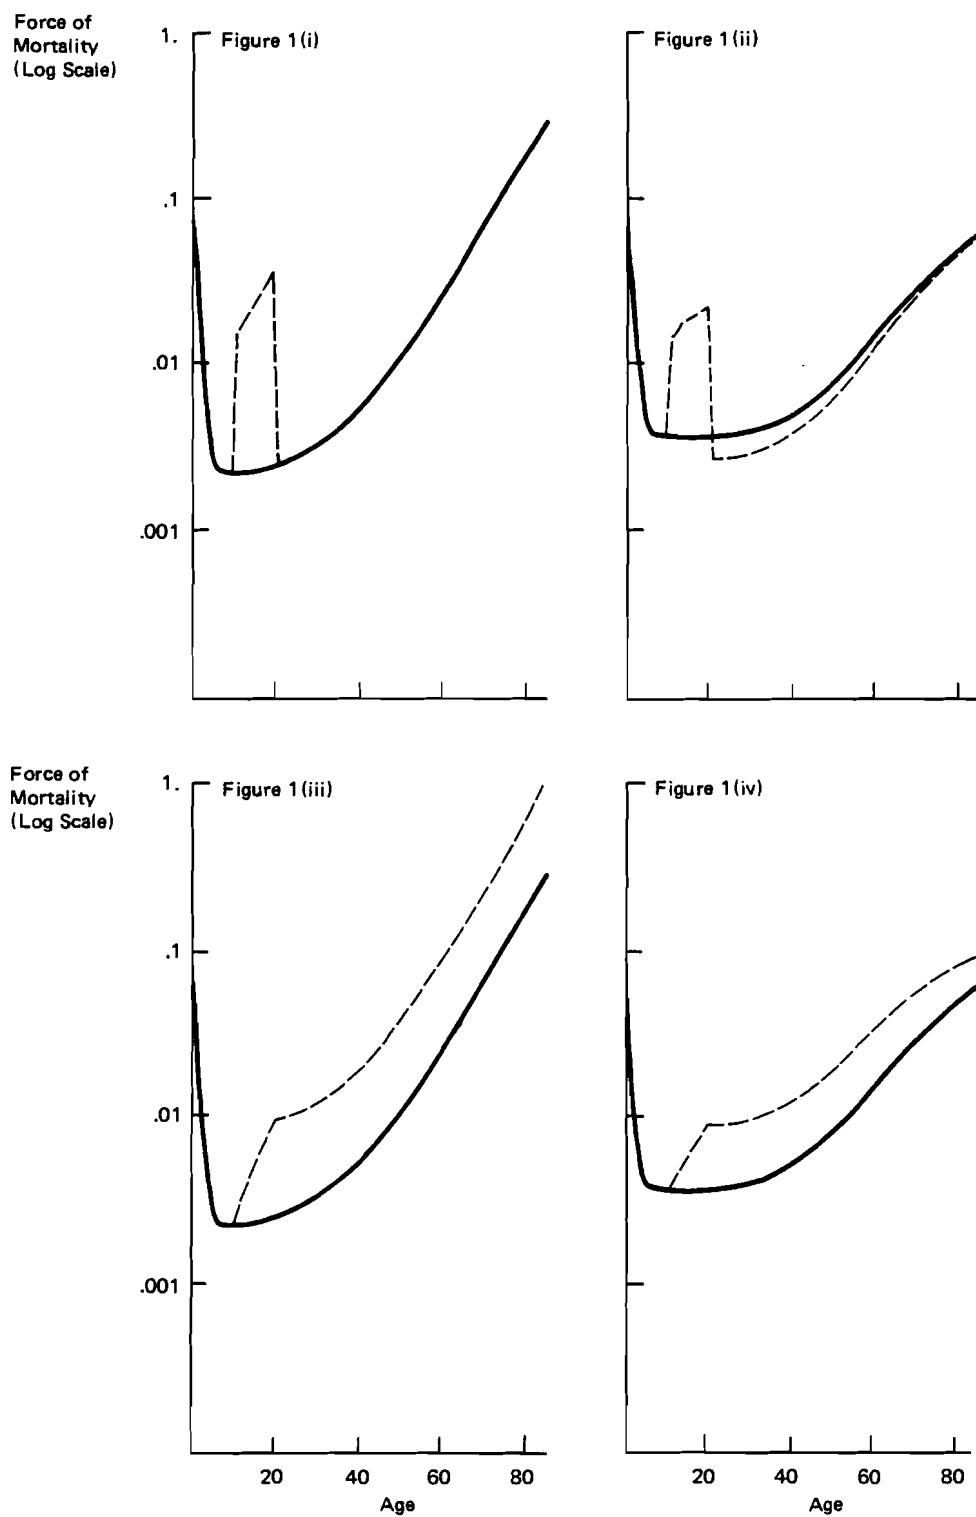 Force of
Mortality
(Log Scale)
1.
Figure 1(i)
Figure 1(ii)
.1
.01
.001
Force of
Mortality
(Log Scale)
1.
Figure 1(iii)
Figure 1(iv)
.1
.01
.001
20 40 60 80
Age
20 40 60 80
Age